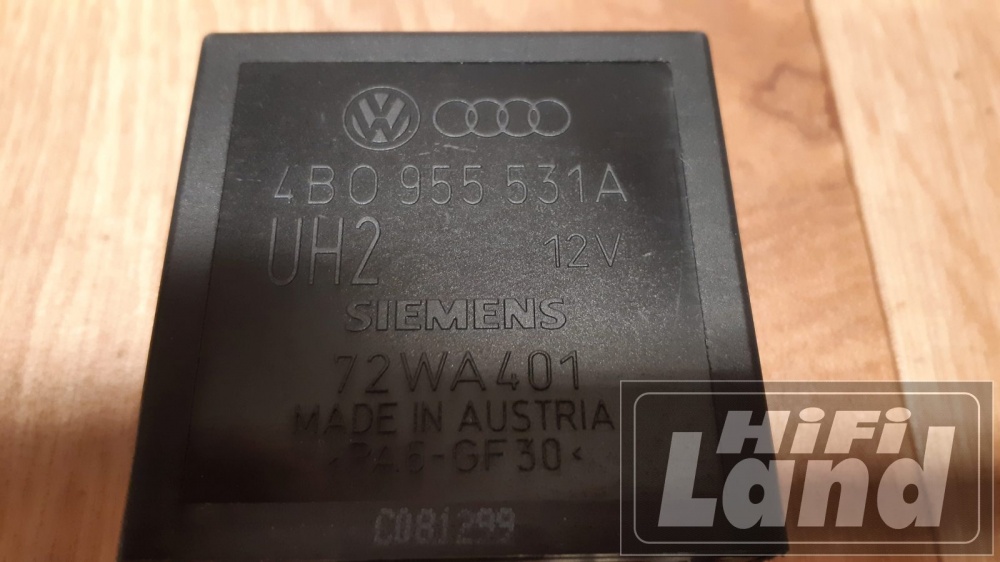 4B0 955 531A
UH2 12V
SIEMENS
72WA401
MADE IN AUSTRIA
>PA6-GF30<
C081299
HiFi
Land